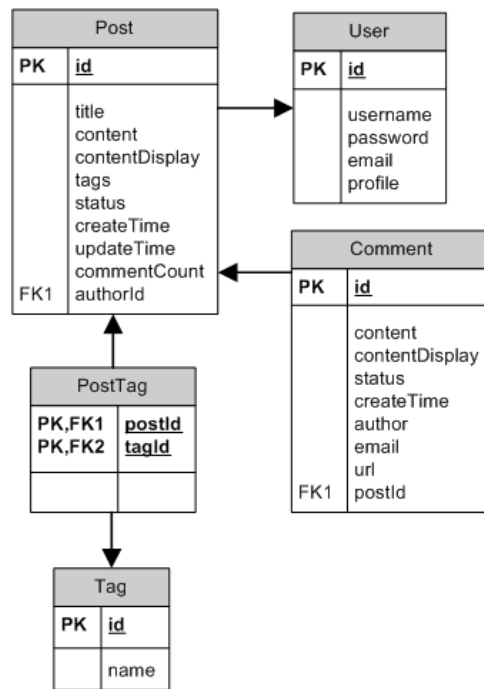 Post
PK id
title
content
contentDisplay
tags
status
createTime
updateTime
commentCount
FK1 authorId
User
PK id
username
password
email
profile
Comment
PK id
content
contentDisplay
status
createTime
author
email
url
FK1 postId
PostTag
PK,FK1 postId
PK,FK2 tagId
Tag
PK id
name